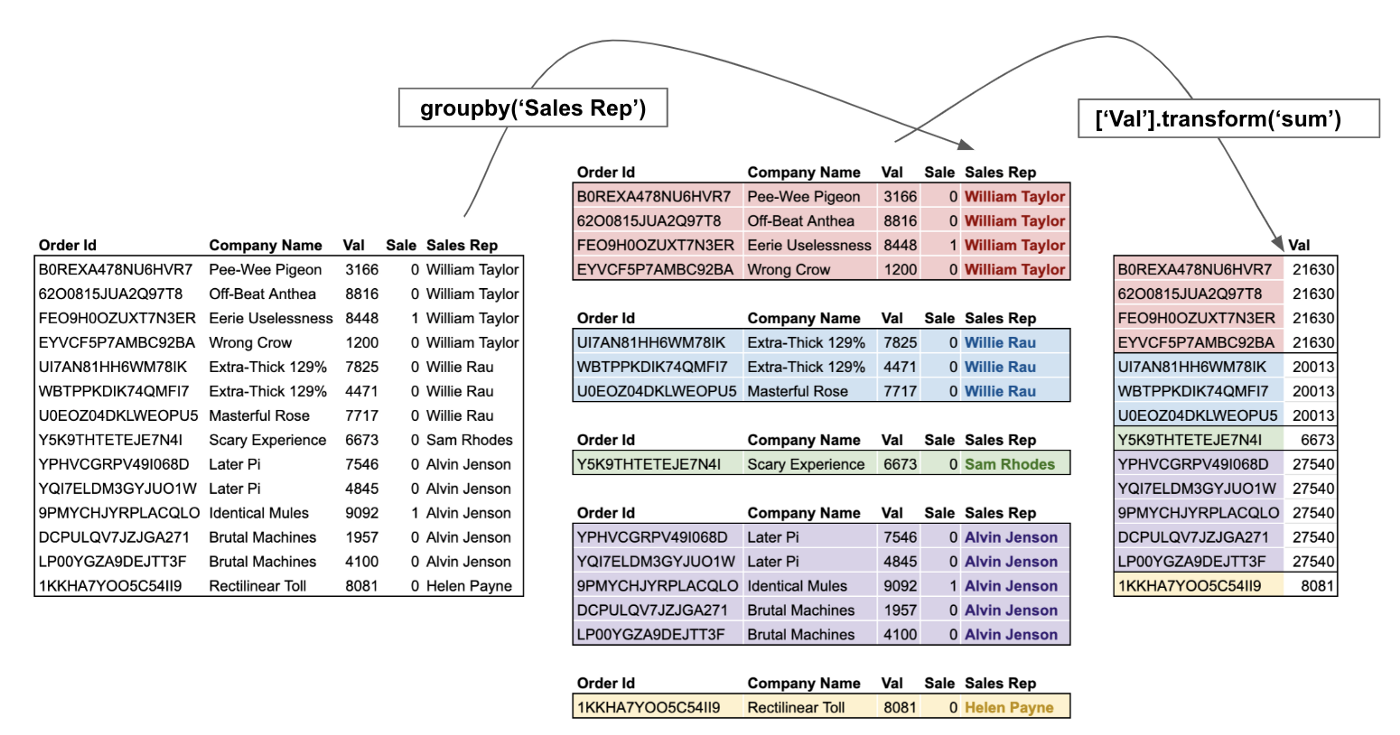 groupby(‘Sales Rep’)
[‘Val’].transform(‘sum’)
Order Id Company Name Val Sale Sales Rep
B0REXA478NU6HVR7 Pee-Wee Pigeon 3166 0 William Taylor
62O0815JUA2Q97T8 Off-Beat Anthea 8816 0 William Taylor
FEO9H0OZUXT7N3ER Eerie Uselessness 8448 1 William Taylor
EYVCF5P7AMBC92BA Wrong Crow 1200 0 William Taylor
UI7AN81HH6WM78IK Extra-Thick 129% 7825 0 Willie Rau
WBTPPKDIK74QMFI7 Extra-Thick 129% 4471 0 Willie Rau
U0EOZ04DKLWEOPU5 Masterful Rose 7717 0 Willie Rau
Y5K9THTETEJE7N4I Scary Experience 6673 0 Sam Rhodes
YPHVCGRPV49I068D Later Pi 7546 0 Alvin Jenson
YQI7ELDM3GYJUO1W Later Pi 4845 0 Alvin Jenson
9PMYCHJYRPLACQLO Identical Mules 9092 1 Alvin Jenson
DCPULQV7JZJGA271 Brutal Machines 1957 0 Alvin Jenson
LP00YGZA9DEJTT3F Brutal Machines 4100 0 Alvin Jenson
1KKHA7YOO5C54II9 Rectilinear Toll 8081 0 Helen Payne
Order Id Company Name Val Sale Sales Rep
B0REXA478NU6HVR7 Pee-Wee Pigeon 3166 0 William Taylor
62O0815JUA2Q97T8 Off-Beat Anthea 8816 0 William Taylor
FEO9H0OZUXT7N3ER Eerie Uselessness 8448 1 William Taylor
EYVCF5P7AMBC92BA Wrong Crow 1200 0 William Taylor
Order Id Company Name Val Sale Sales Rep
UI7AN81HH6WM78IK Extra-Thick 129% 7825 0 Willie Rau
WBTPPKDIK74QMFI7 Extra-Thick 129% 4471 0 Willie Rau
U0EOZ04DKLWEOPU5 Masterful Rose 7717 0 Willie Rau
Order Id Company Name Val Sale Sales Rep
Y5K9THTETEJE7N4I Scary Experience 6673 0 Sam Rhodes
Order Id Company Name Val Sale Sales Rep
YPHVCGRPV49I068D Later Pi 7546 0 Alvin Jenson
YQI7ELDM3GYJUO1W Later Pi 4845 0 Alvin Jenson
9PMYCHJYRPLACQLO Identical Mules 9092 1 Alvin Jenson
DCPULQV7JZJGA271 Brutal Machines 1957 0 Alvin Jenson
LP00YGZA9DEJTT3F Brutal Machines 4100 0 Alvin Jenson
Order Id Company Name Val Sale Sales Rep
1KKHA7YOO5C54II9 Rectilinear Toll 8081 0 Helen Payne
Val
B0REXA478NU6HVR7 21630
62O0815JUA2Q97T8 21630
FEO9H0OZUXT7N3ER 21630
EYVCF5P7AMBC92BA 21630
UI7AN81HH6WM78IK 20013
WBTPPKDIK74QMFI7 20013
U0EOZ04DKLWEOPU5 20013
Y5K9THTETEJE7N4I 6673
YPHVCGRPV49I068D 27540
YQI7ELDM3GYJUO1W 27540
9PMYCHJYRPLACQLO 27540
DCPULQV7JZJGA271 27540
LP00YGZA9DEJTT3F 27540
1KKHA7YOO5C54II9 8081